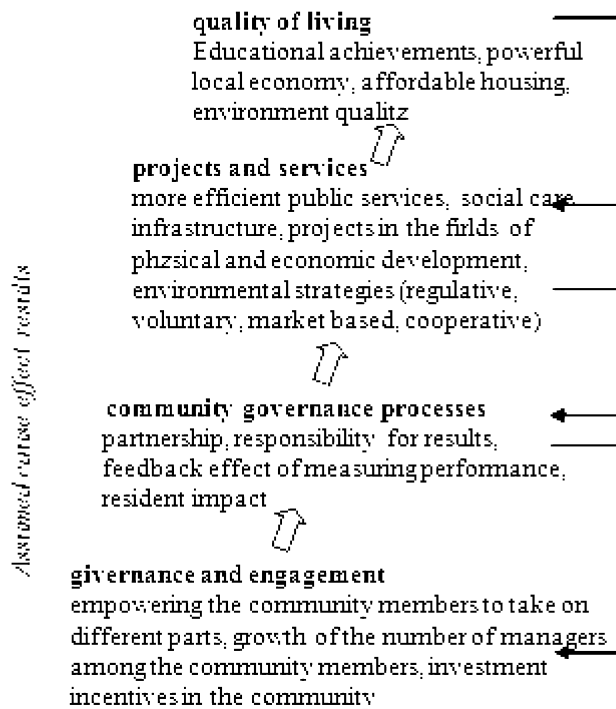 quality of living
Educational achievements, powerful
local economy, affordable housing,
environment qualitz
projects and services
more efficient public services, social care
infrastructure, projects in the firlds of
phzsical and economic development,
environmental strategies (regulative,
voluntary, market based, cooperative)
community governance processes
partnership, responsibility for results,
feedback effect of measuring performance,
resident impact
givernance and engagement
empowering the community members to take on
different parts, growth of the number of managers
among the community members, investment
incentives in the community
Assumed cause effect results